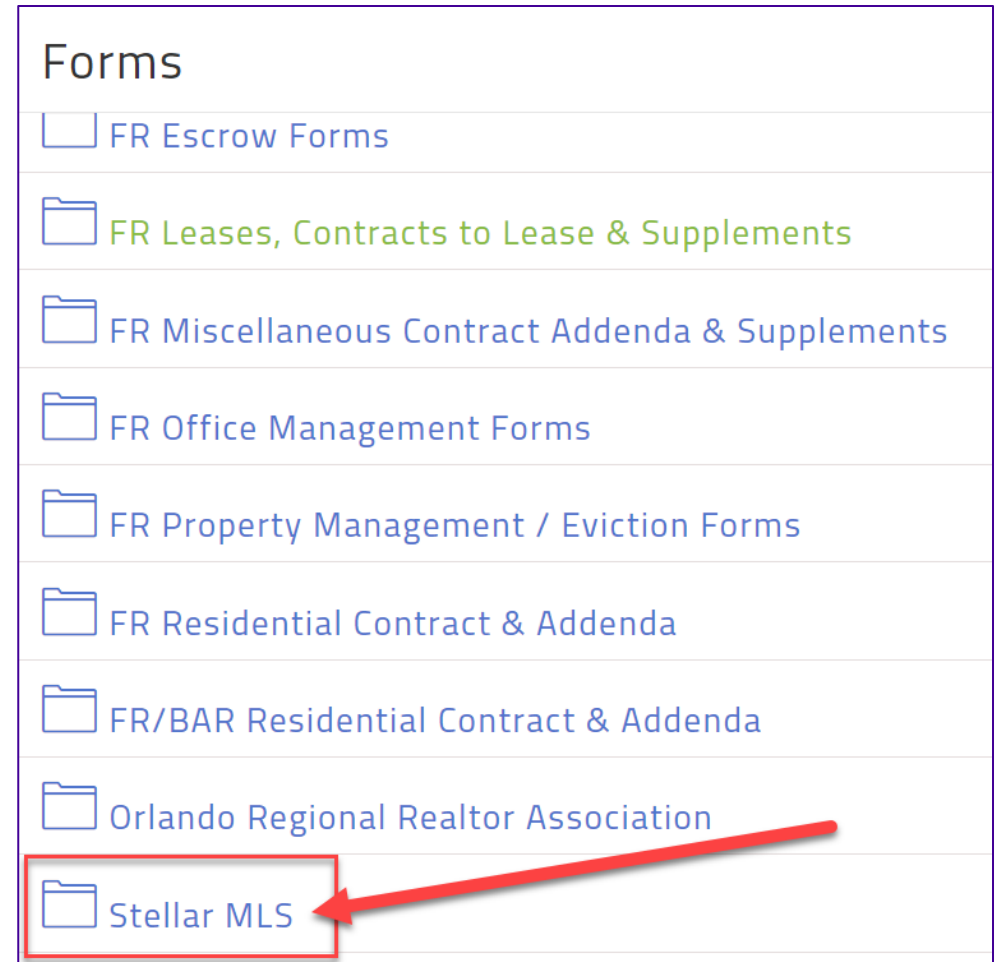 Forms
FR Escrow Forms
FR Leases, Contracts to Lease & Supplements
FR Miscellaneous Contract Addenda & Supplements
FR Office Management Forms
FR Property Management / Eviction Forms
FR Residential Contract & Addenda
FR/BAR Residential Contract & Addenda
Orlando Regional Realtor Association
Stellar MLS